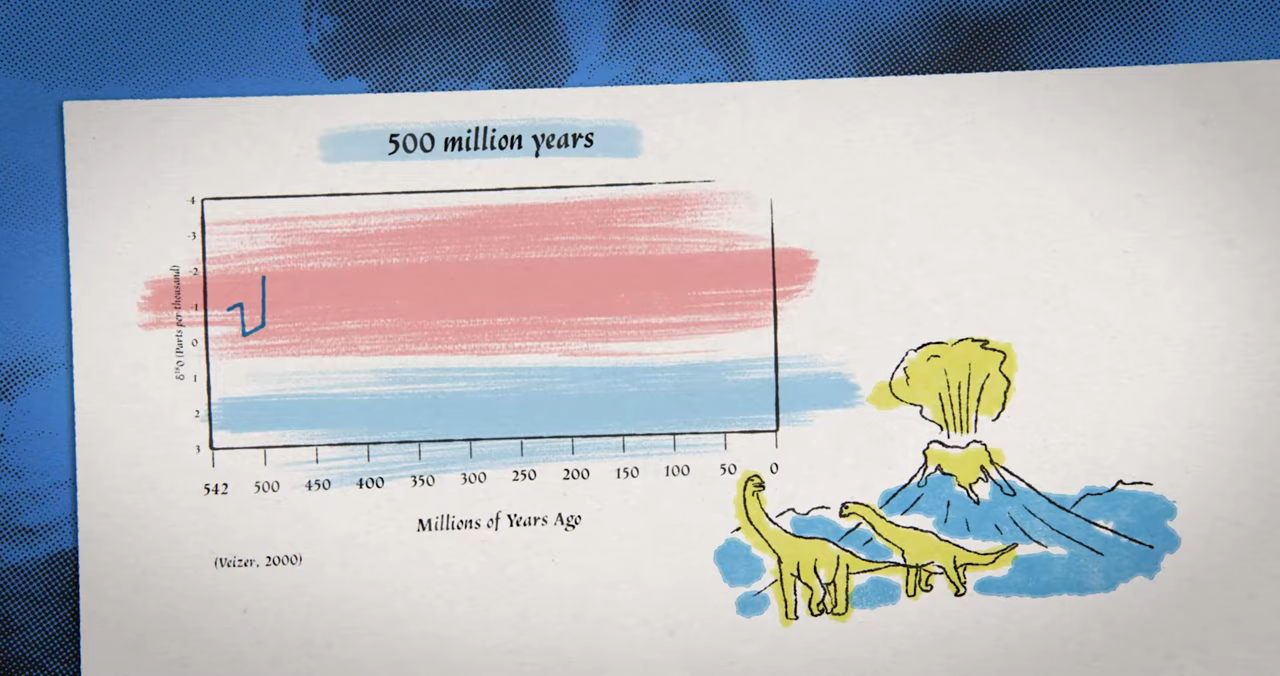 500 million years
-4
-3
-2
-1
0
1
2
3
δ¹⁸O (Parts per thousand)
542 500 450 400 350 300 250 200 150 100 50 0
Millions of Years Ago
(Veizer, 2000)